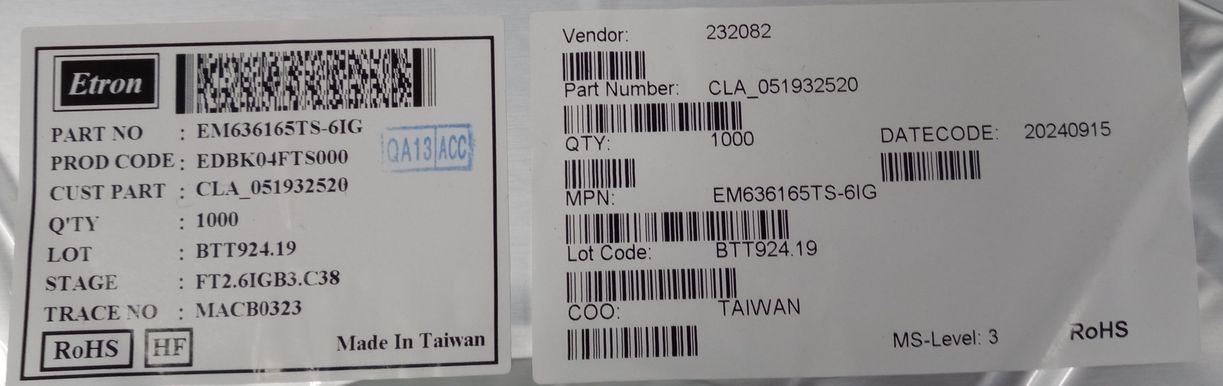 Etron
PART NO : EM636165TS-6IG
PROD CODE : EDBK04FTS000
QA13 ACC
CUST PART : CLA_051932520
Q'TY : 1000
LOT : BTT924.19
STAGE : FT2.6IGB3.C38
TRACE NO : MACB0323
RoHS HF Made In Taiwan
Vendor: 232082
Part Number: CLA_051932520
QTY: 1000 DATECODE: 20240915
MPN: EM636165TS-6IG
Lot Code: BTT924.19
COO: TAIWAN
MS-Level: 3 RoHS